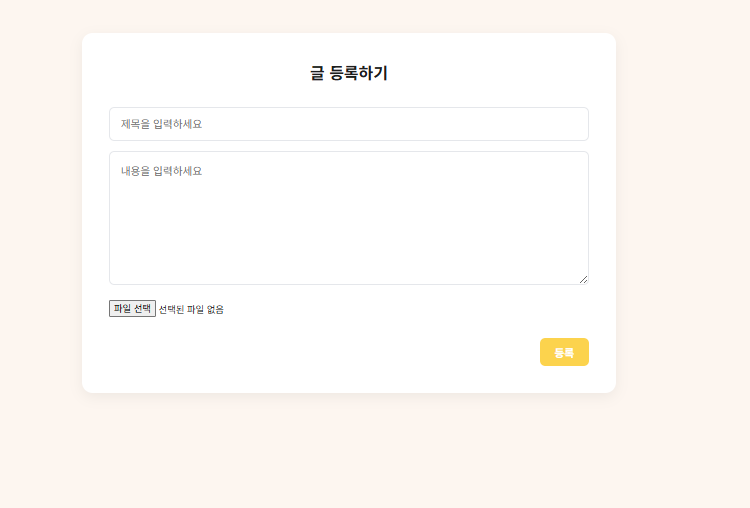 글 등록하기
제목을 입력하세요
내용을 입력하세요
파일 선택 선택된 파일 없음
등록